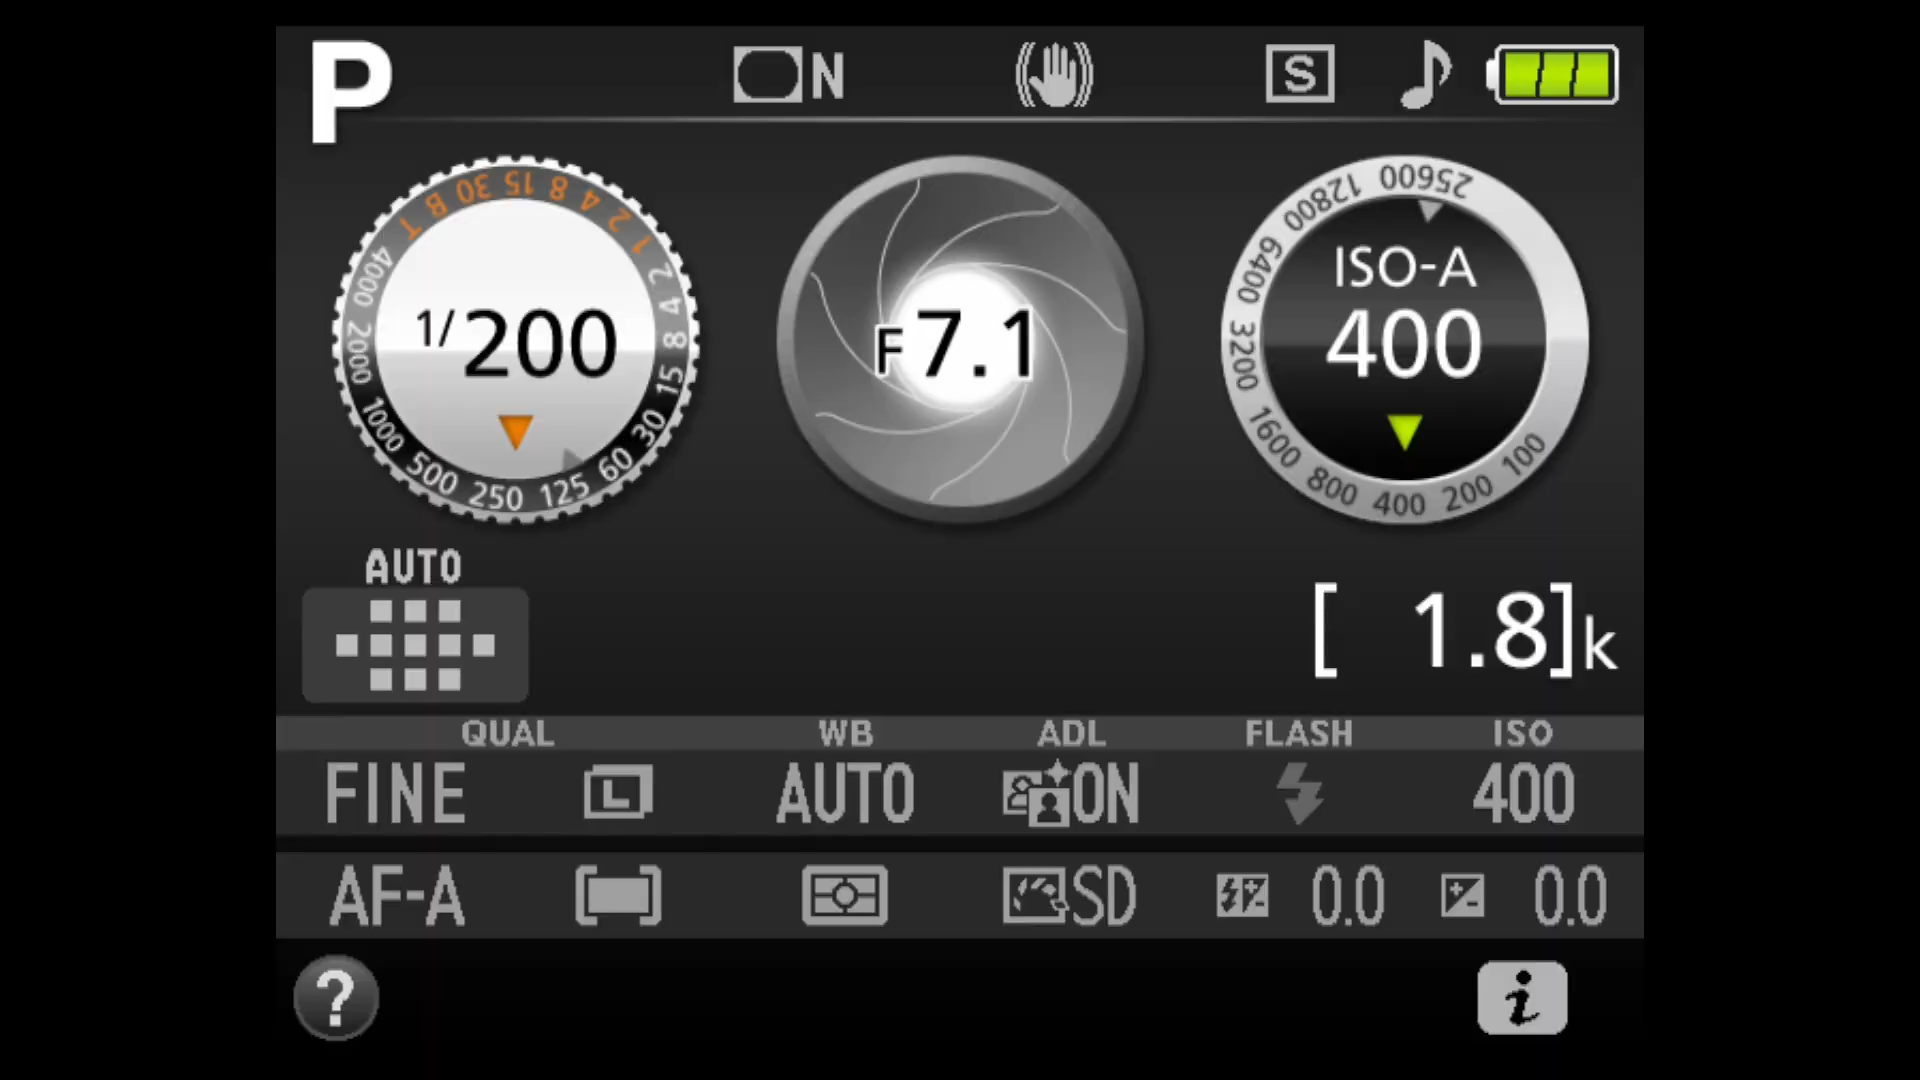 P N S
T B 30 15 8 4 2 1 2 4 8 15 30 60 125 250 500 1000 2000 4000
1/200
F7.1
100 200 400 800 1600 3200 6400 12800 25600
ISO-A
400
AUTO
[ 1.8]k
QUAL WB ADL FLASH ISO
FINE L AUTO ON 400
AF-A SD 0.0 0.0
? i